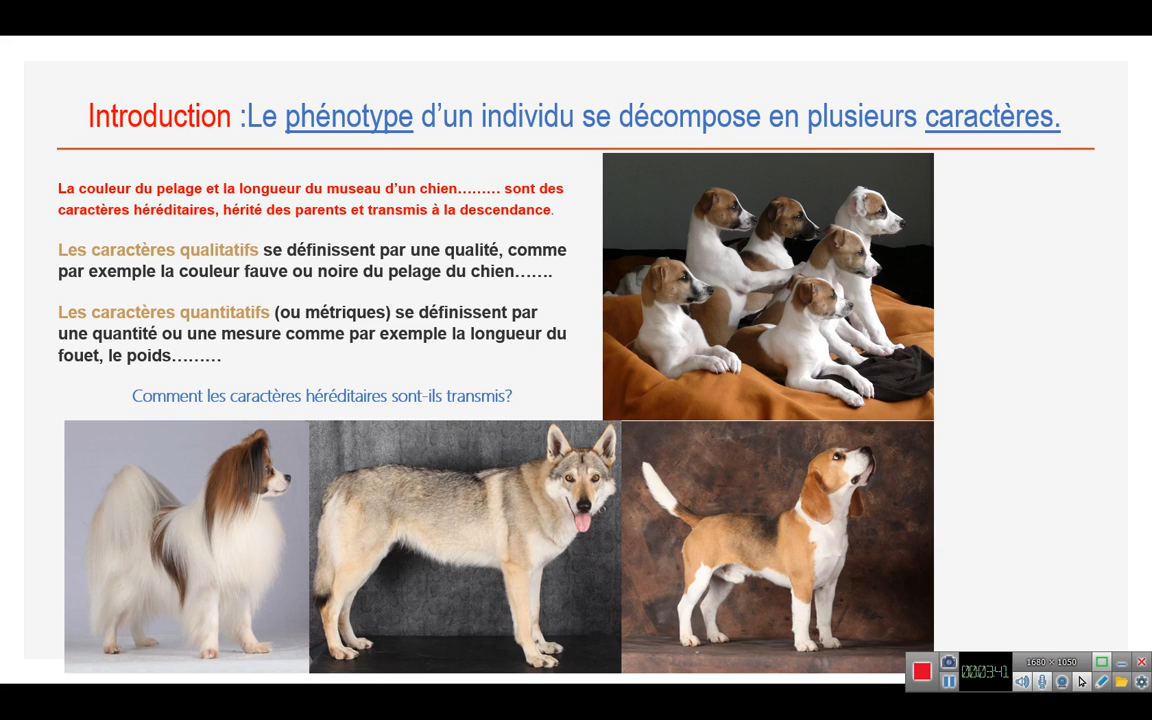 Introduction :Le phénotype d’un individu se décompose en plusieurs caractères.
La couleur du pelage et la longueur du museau d’un chien……… sont des
caractères héréditaires, hérité des parents et transmis à la descendance.
Les caractères qualitatifs se définissent par une qualité, comme
par exemple la couleur fauve ou noire du pelage du chien…….
Les caractères quantitatifs (ou métriques) se définissent par
une quantité ou une mesure comme par exemple la longueur du
fouet, le poids………
Comment les caractères héréditaires sont-ils transmis?
1680 × 1050
000341